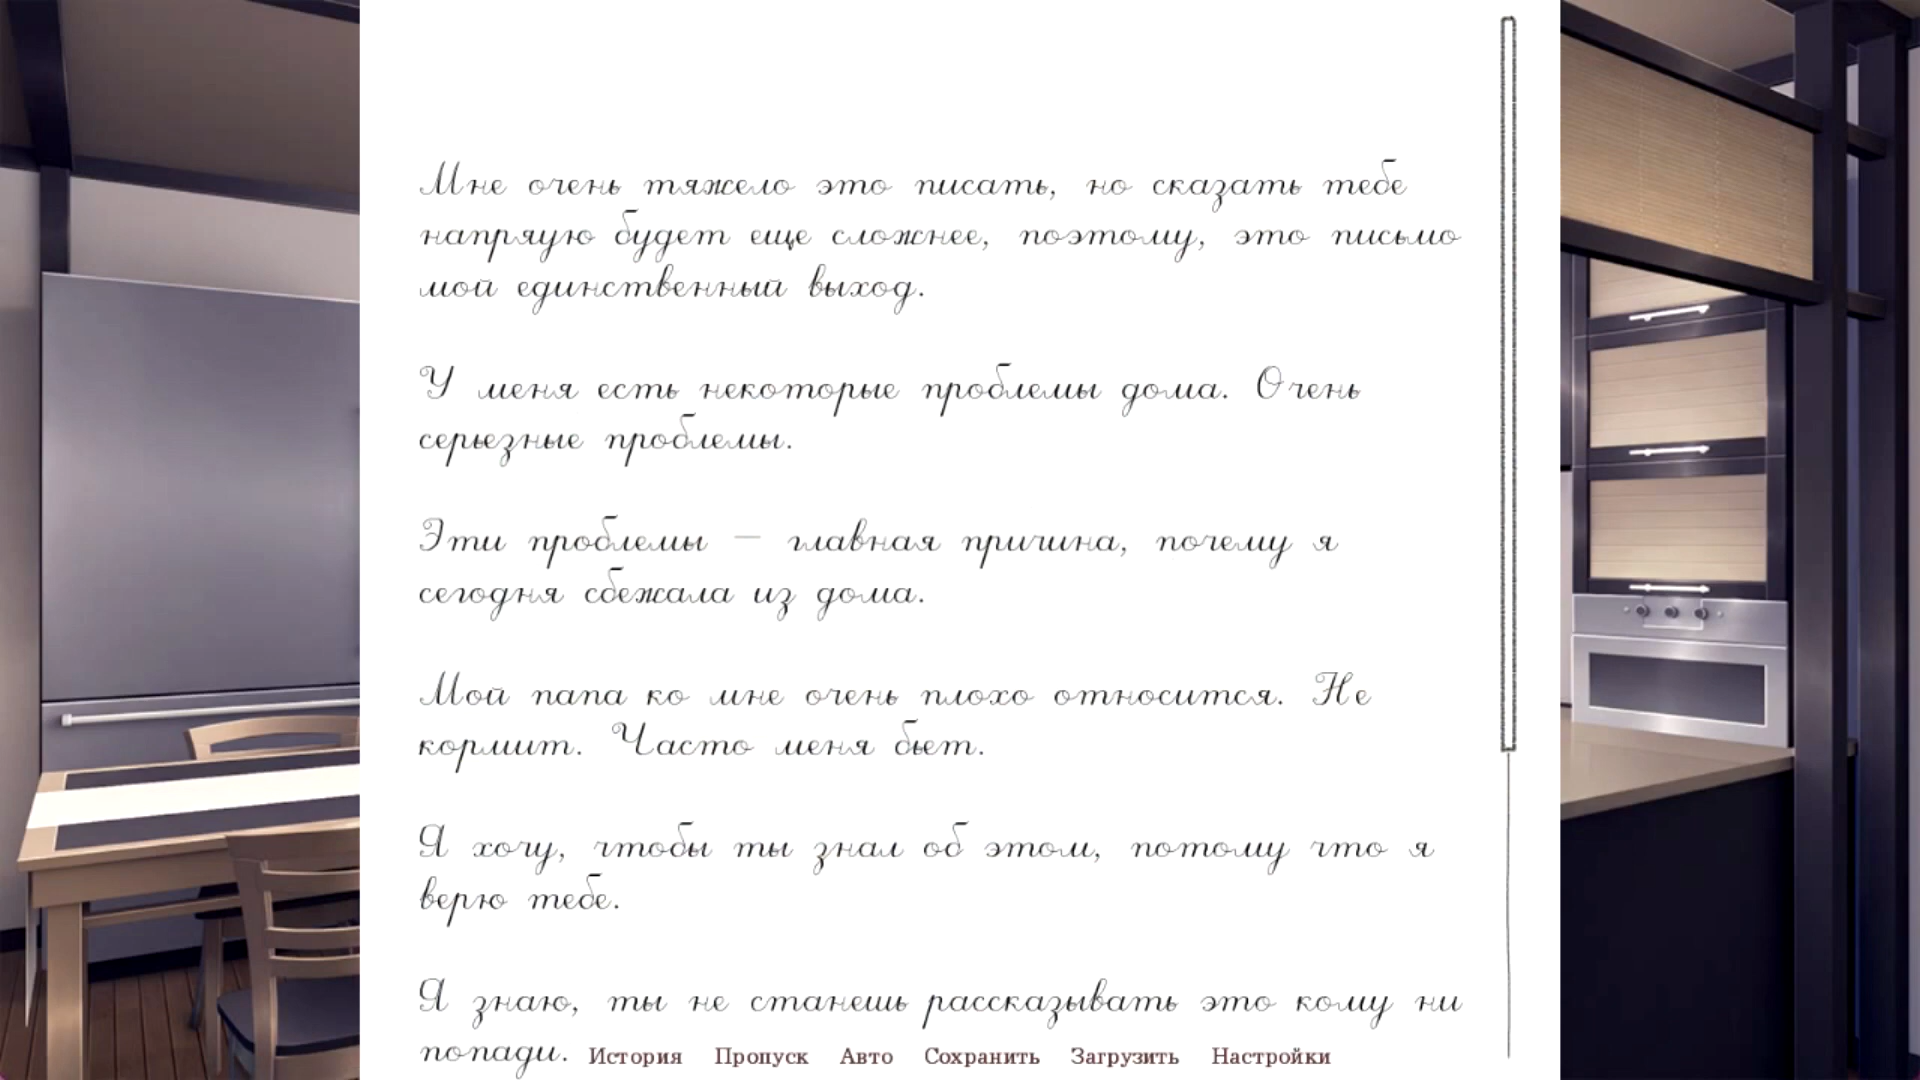 Мне очень тяжело это писать, но сказать тебе
напряую будет еще сложнее, поэтому, это письмо
мой единственный выход.
У меня есть некоторые проблемы дома. Очень
серьезные проблемы.
Эти проблемы — главная причина, почему я
сегодня сбежала из дома.
Мой папа ко мне очень плохо относится. Не
кормит. Часто меня бьет.
Я хочу, чтобы ты знал об этом, потому что я
верю тебе.
Я знаю, ты не станешь рассказывать это кому ни
попади.
История Пропуск Авто Сохранить Загрузить Настройки